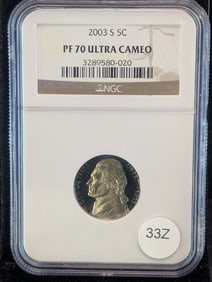 2003 S 5C
PF 70 ULTRA CAMEO
3289580-020
NGC
33Z